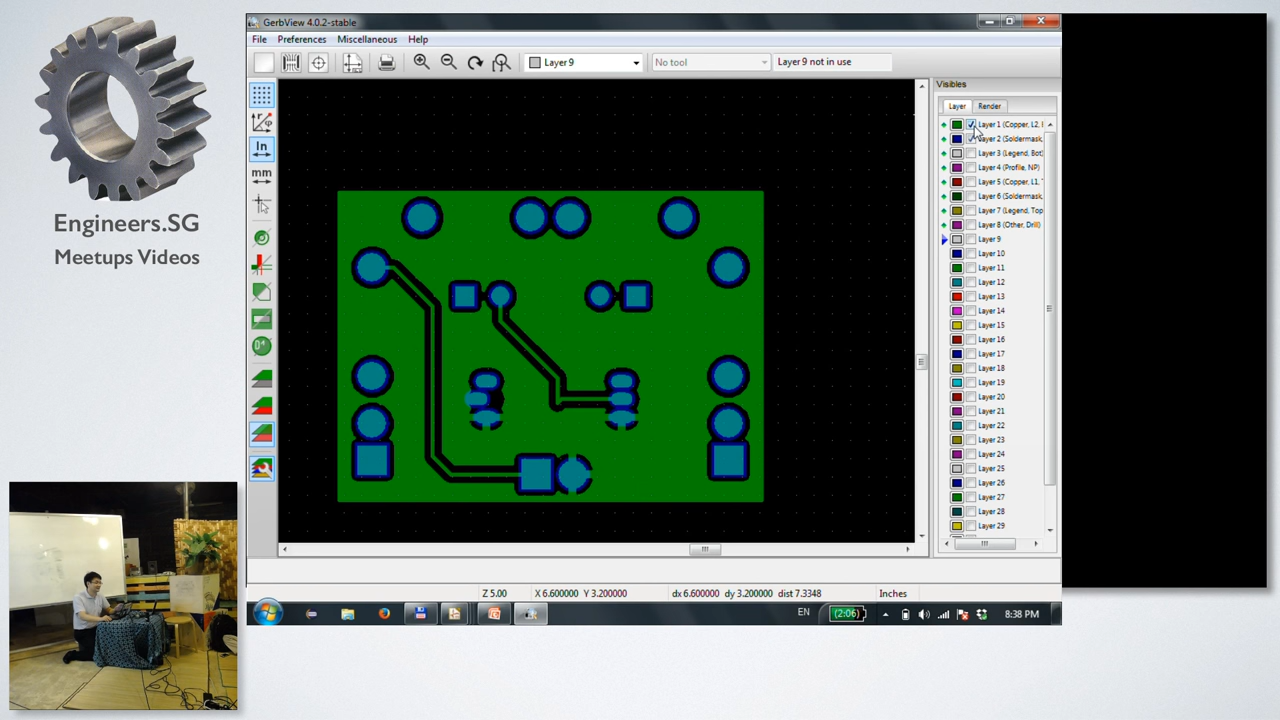 Engineers.SG
Meetups Videos
GerbView 4.0.2-stable
File Preferences Miscellaneous Help
Layer 9
No tool
Layer 9 not in use
In
mm
Visibles
Layer Render
Layer 1 (Copper, L2,
Layer 2 (Soldermask,
Layer 3 (Legend, Bot)
Layer 4 (Profile, NP)
Layer 5 (Copper, L1,
Layer 6 (Soldermask,
Layer 7 (Legend, Top
Layer 8 (Other, Drill)
Layer 9
Layer 10
Layer 11
Layer 12
Layer 13
Layer 14
Layer 15
Layer 16
Layer 17
Layer 18
Layer 19
Layer 20
Layer 21
Layer 22
Layer 23
Layer 24
Layer 25
Layer 26
Layer 27
Layer 28
Layer 29
Z 5.00 X 6.600000 Y 3.200000 dx 6.600000 dy 3.200000 dist 7.3348 Inches
EN (2:06) 8:38 PM